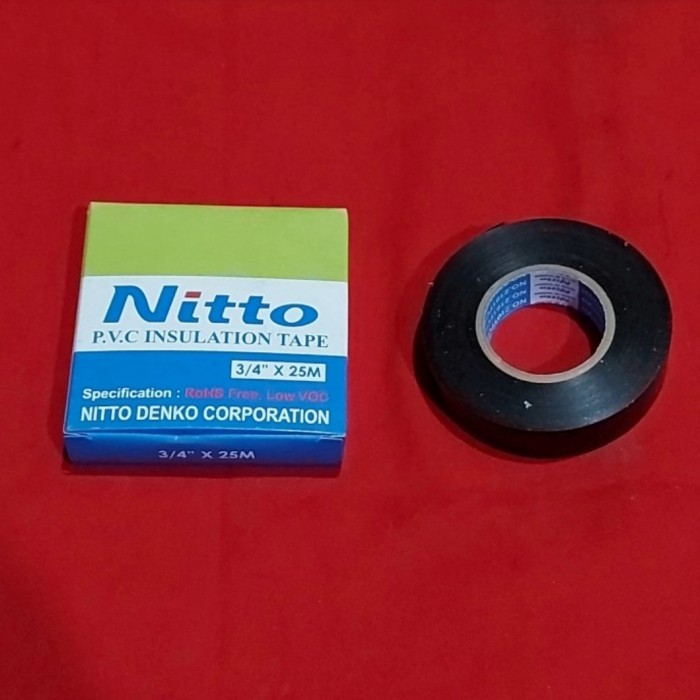 Nitto
P.V.C INSULATION TAPE
3/4" X 25M
Specification : RoHS Free, Low VOC
NITTO DENKO CORPORATION
3/4" X 25M